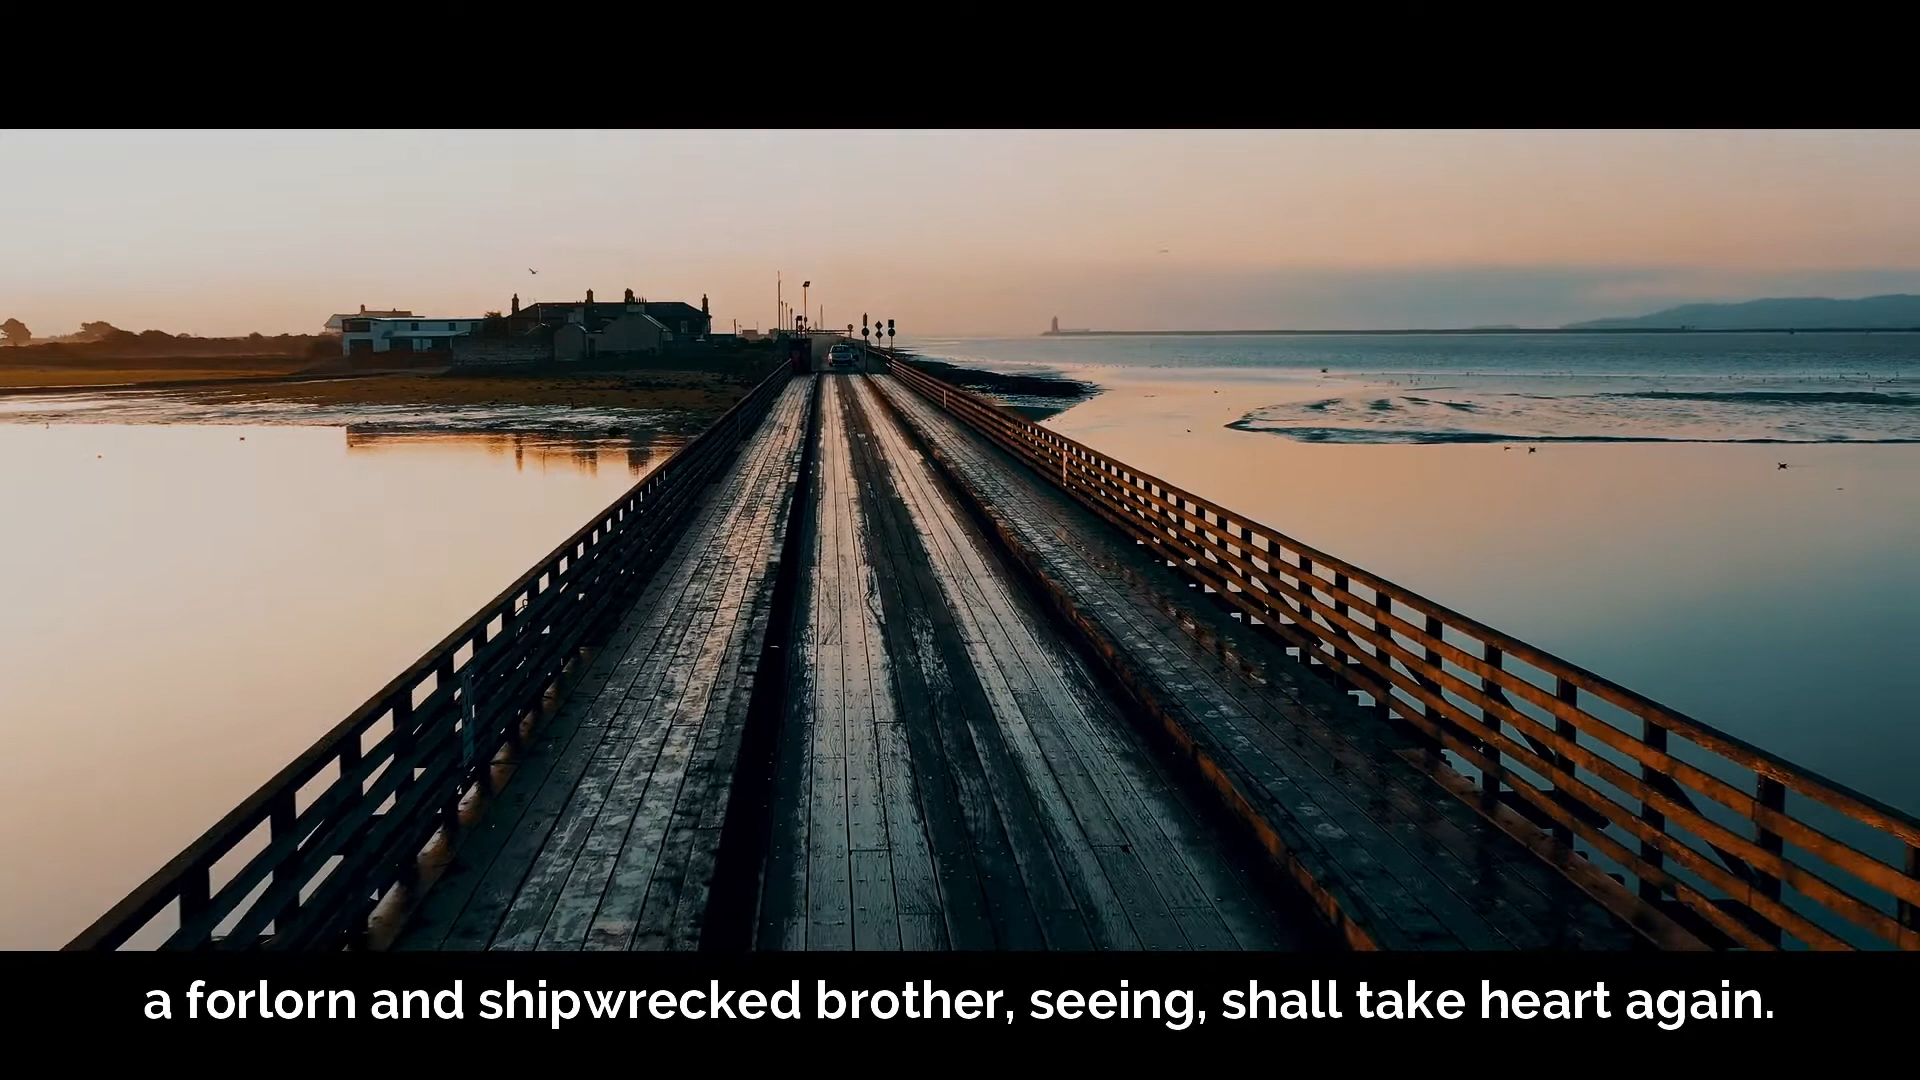 a forlorn and shipwrecked brother, seeing, shall take heart again.